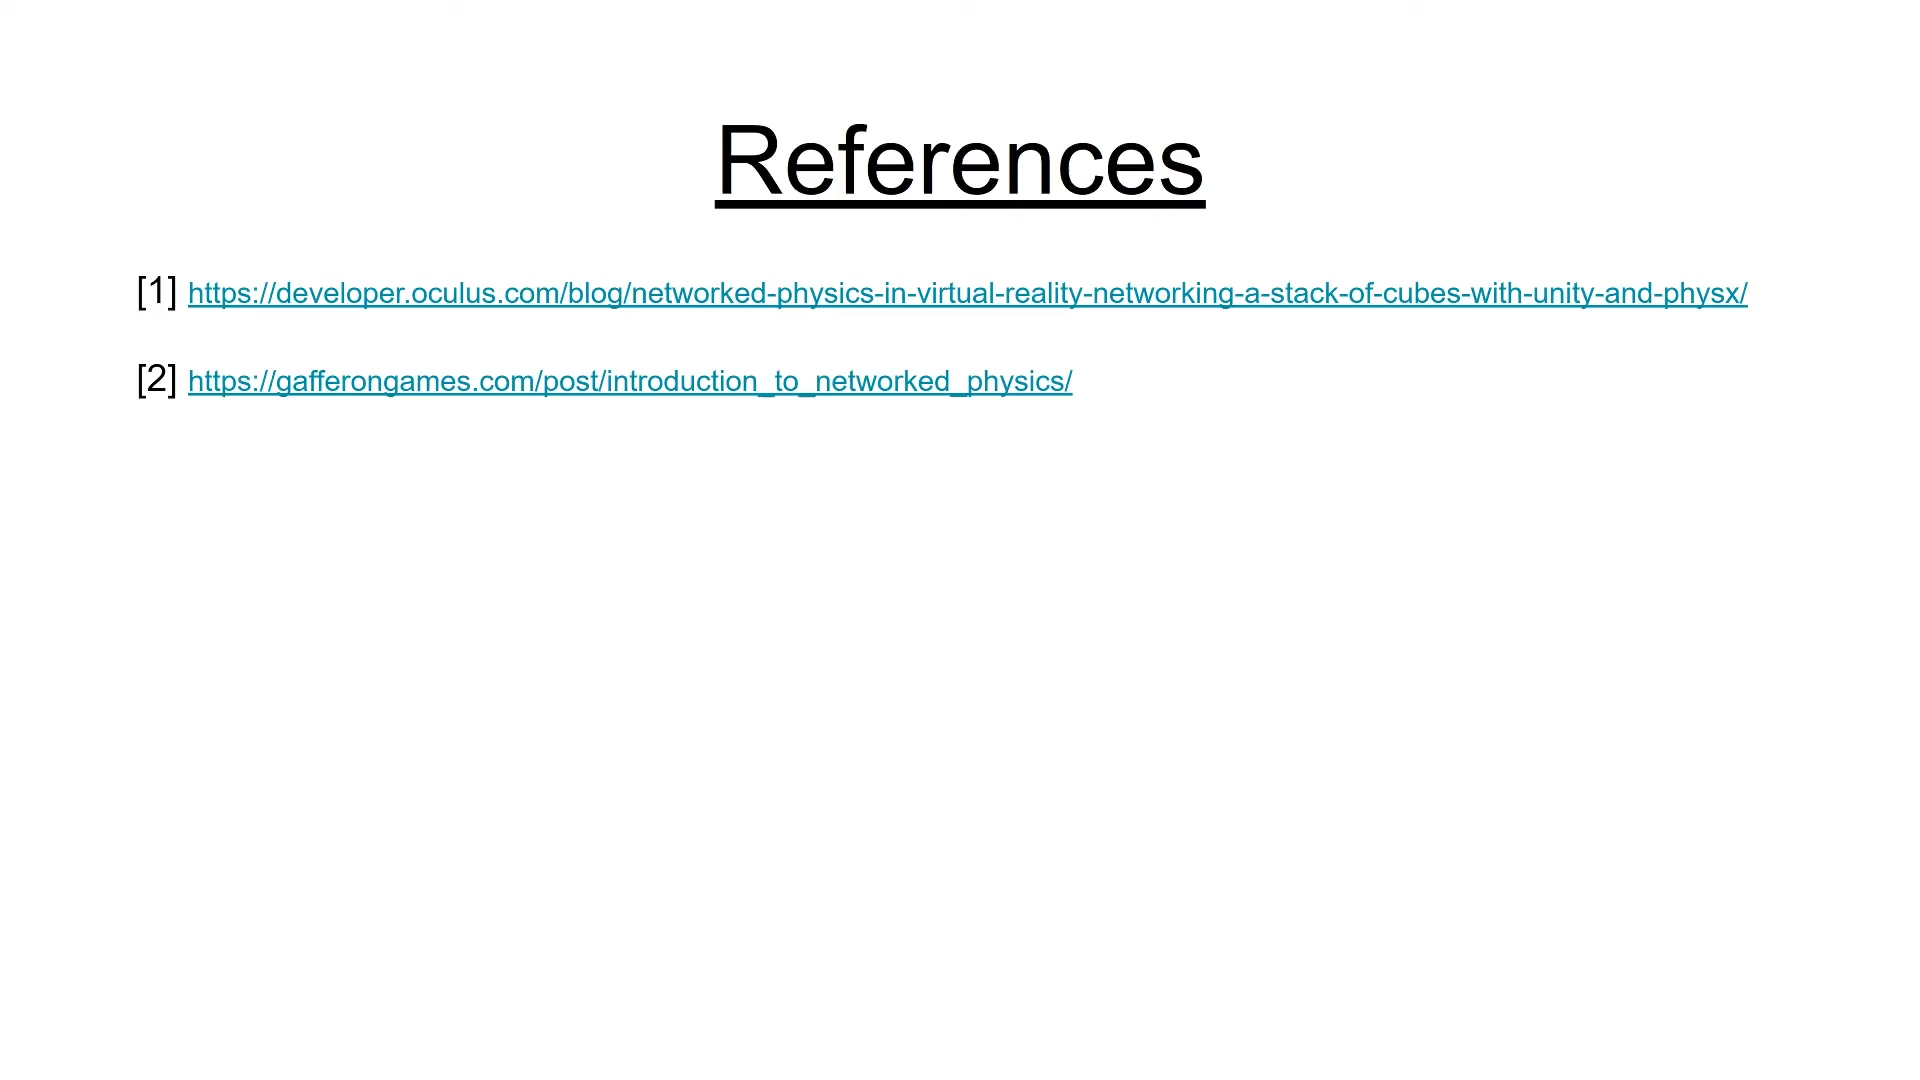 References
[1] https://developer.oculus.com/blog/networked-physics-in-virtual-reality-networking-a-stack-of-cubes-with-unity-and-physx/
[2] https://gafferongames.com/post/introduction_to_networked_physics/